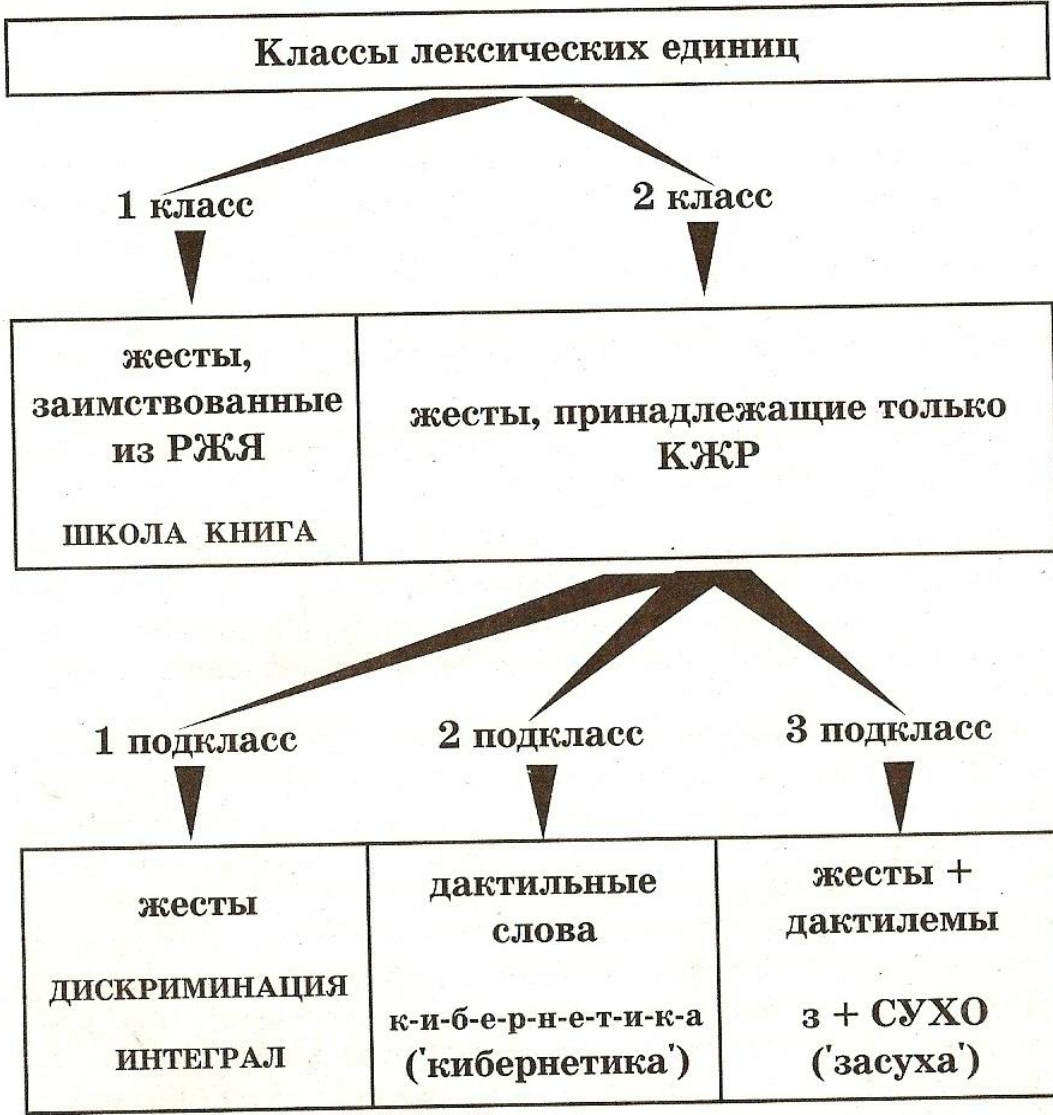 Классы лексических единиц
1 класс
2 класс
жесты,
заимствованные
из РЖЯ
ШКОЛА КНИГА
жесты, принадлежащие только
КЖР
1 подкласс
2 подкласс
3 подкласс
жесты
ДИСКРИМИНАЦИЯ
ИНТЕГРАЛ
дактильные
слова
к-и-б-е-р-н-е-т-и-к-а
('кибернетика')
жесты +
дактилемы
з + СУХО
('засуха')